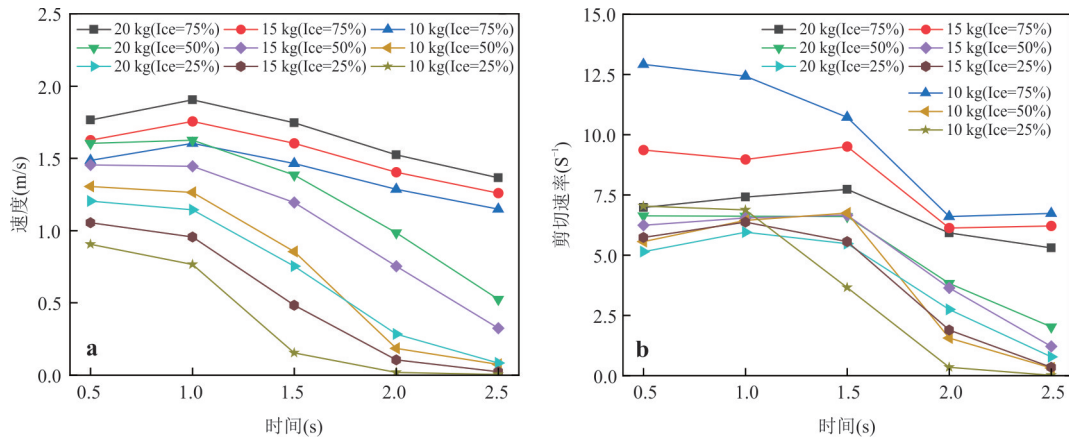 20 kg(Ice=75%) 15 kg(Ice=75%) 10 kg(Ice=75%)
20 kg(Ice=50%) 15 kg(Ice=50%) 10 kg(Ice=50%)
20 kg(Ice=25%) 15 kg(Ice=25%) 10 kg(Ice=25%)
2.5
2.0
1.5
1.0
0.5
0.0
速度(m/s)
a
0.5 1.0 1.5 2.0 2.5
时间(s)
20 kg(Ice=75%) 15 kg(Ice=75%)
20 kg(Ice=50%) 15 kg(Ice=50%)
20 kg(Ice=25%) 15 kg(Ice=25%)
10 kg(Ice=75%)
10 kg(Ice=50%)
10 kg(Ice=25%)
15.0
12.5
10.0
7.5
5.0
2.5
0.0
剪切速率(S⁻¹)
b
0.5 1.0 1.5 2.0 2.5
时间(s)